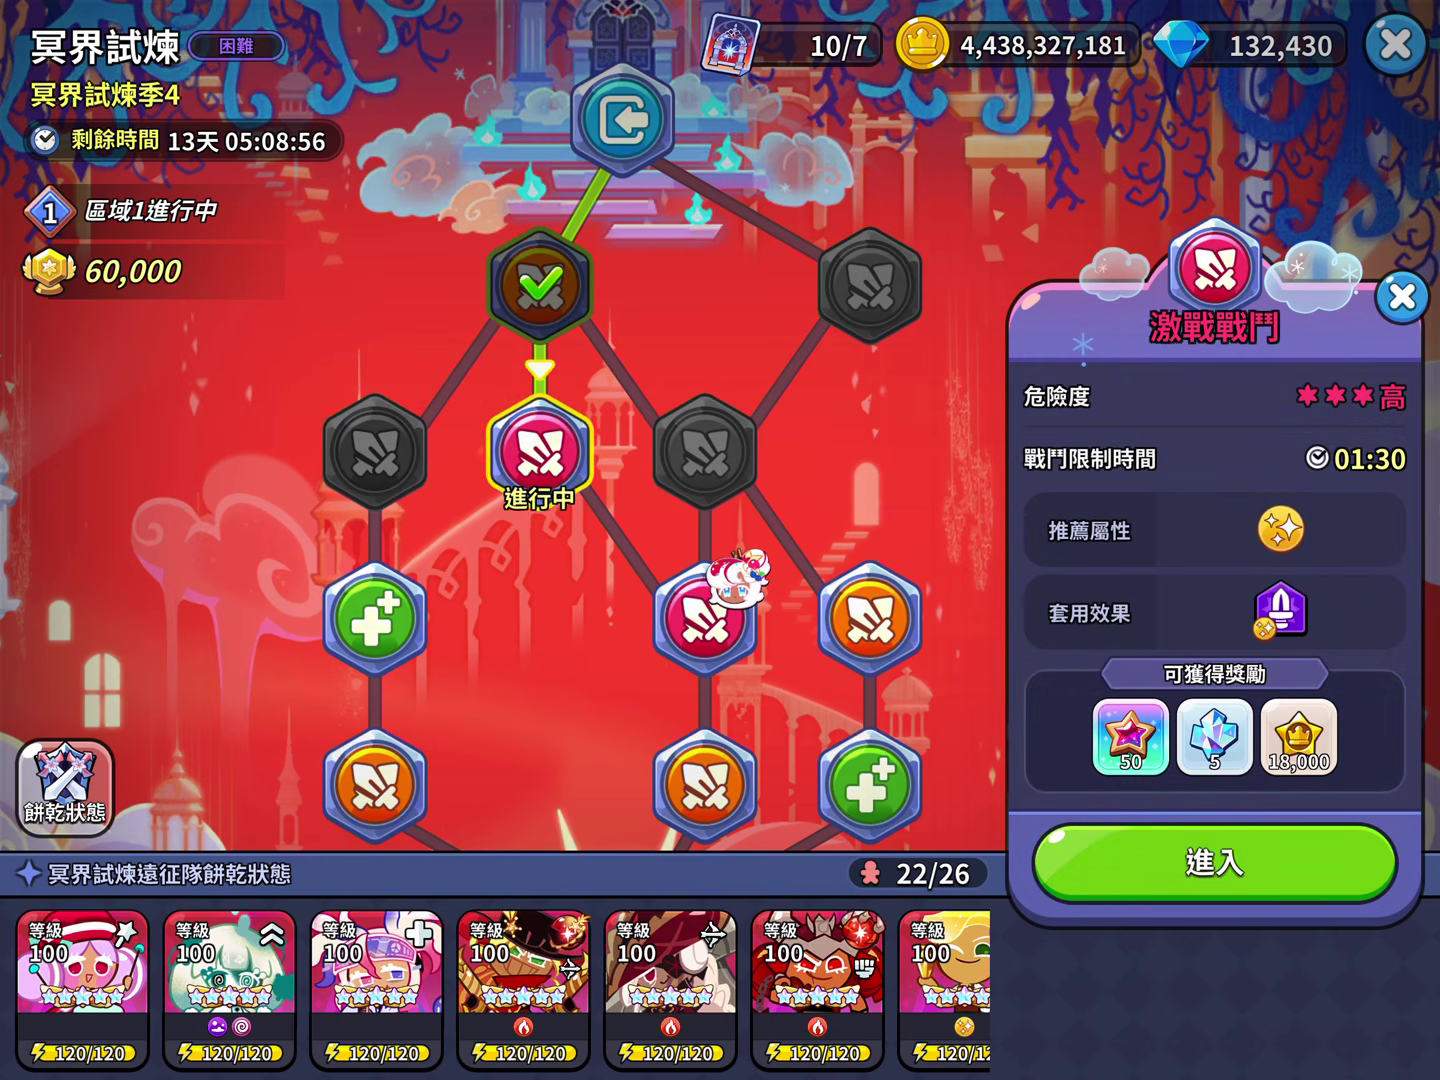 冥界試煉 困難
10/7
4,438,327,181
132,430
冥界試煉季4
剩餘時間 13天 05:08:56
1 區域1進行中
60,000
進行中
激戰戰鬥
危險度 高
戰鬥限制時間 01:30
推薦屬性
套用效果
可獲得獎勵
50 5 18,000
進入
餅乾狀態
冥界試煉遠征隊餅乾狀態 22/26
等級 等級 等級 等級 等級 等級 等級
100 100 100 100 100 100 100
120/120 120/120 120/120 120/120 120/120 120/120 120/12